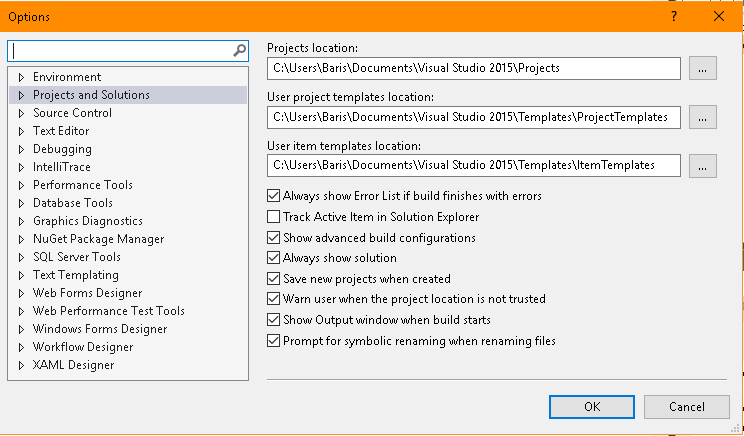 Options
?
Environment
Projects and Solutions
Source Control
Text Editor
Debugging
IntelliTrace
Performance Tools
Database Tools
Graphics Diagnostics
NuGet Package Manager
SQL Server Tools
Text Templating
Web Forms Designer
Web Performance Test Tools
Windows Forms Designer
Workflow Designer
XAML Designer
Projects location:
C:\Users\Baris\Documents\Visual Studio 2015\Projects
...
User project templates location:
C:\Users\Baris\Documents\Visual Studio 2015\Templates\ProjectTemplates
...
User item templates location:
C:\Users\Baris\Documents\Visual Studio 2015\Templates\ItemTemplates
...
Always show Error List if build finishes with errors
Track Active Item in Solution Explorer
Show advanced build configurations
Always show solution
Save new projects when created
Warn user when the project location is not trusted
Show Output window when build starts
Prompt for symbolic renaming when renaming files
OK
Cancel